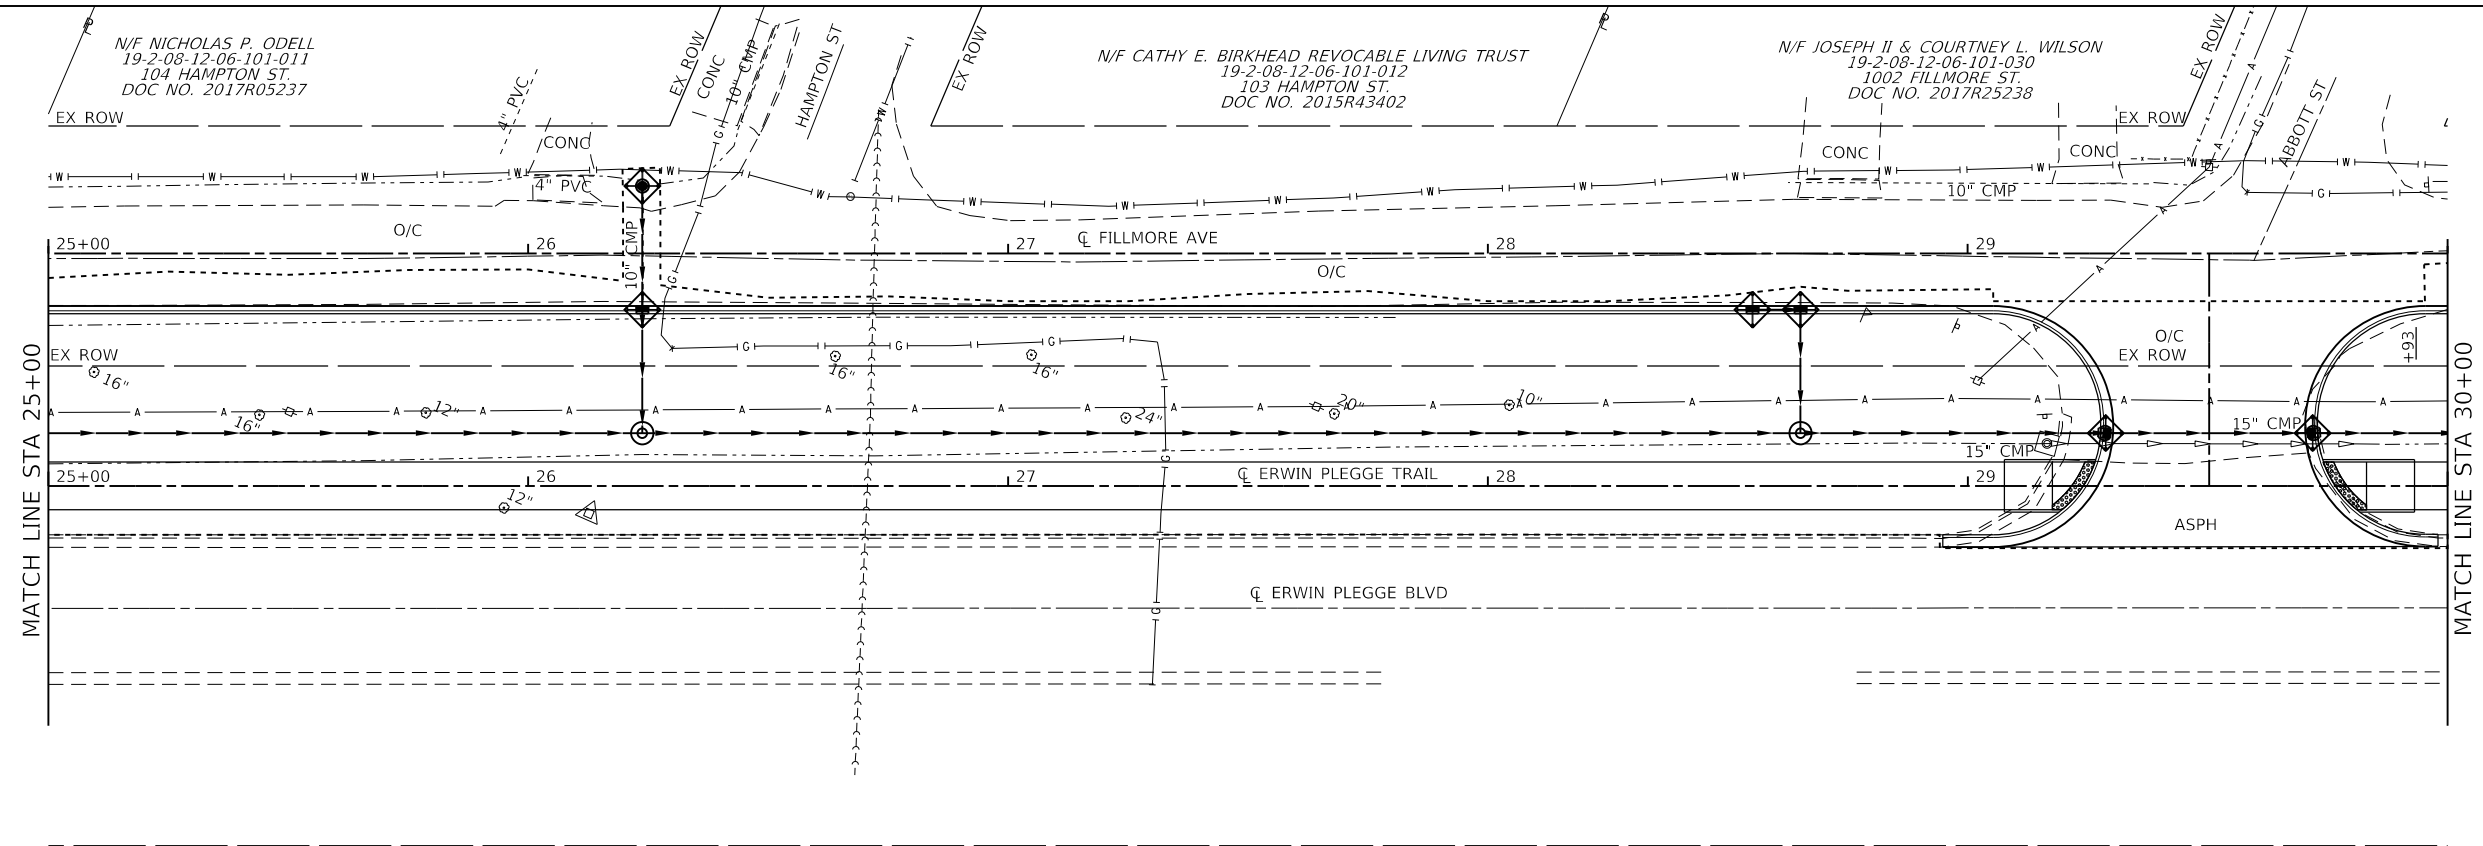 N/F NICHOLAS P. ODELL
19-2-08-12-06-101-011
104 HAMPTON ST.
DOC NO. 2017R05237
N/F CATHY E. BIRKHEAD REVOCABLE LIVING TRUST
19-2-08-12-06-101-012
103 HAMPTON ST.
DOC NO. 2015R43402
N/F JOSEPH II & COURTNEY L. WILSON
19-2-08-12-06-101-030
1002 FILLMORE ST.
DOC NO. 2017R25238
EX ROW
4" PVC
CONC
EX ROW
CONC
10" CMP
HAMPTON ST
EX ROW
EX ROW
EX ROW
ABBOTT ST
CONC
CONC
4" PVC
10" CMP
O/C
25+00
26
27
℄ FILLMORE AVE
28
29
10" CMP
O/C
O/C
EX ROW
EX ROW
+93
16"
16"
12"
16"
16"
24"
20"
10"
15" CMP
15" CMP
25+00
26
27
℄ ERWIN PLEGGE TRAIL
28
29
12"
ASPH
℄ ERWIN PLEGGE BLVD
MATCH LINE STA 25+00
MATCH LINE STA 30+00